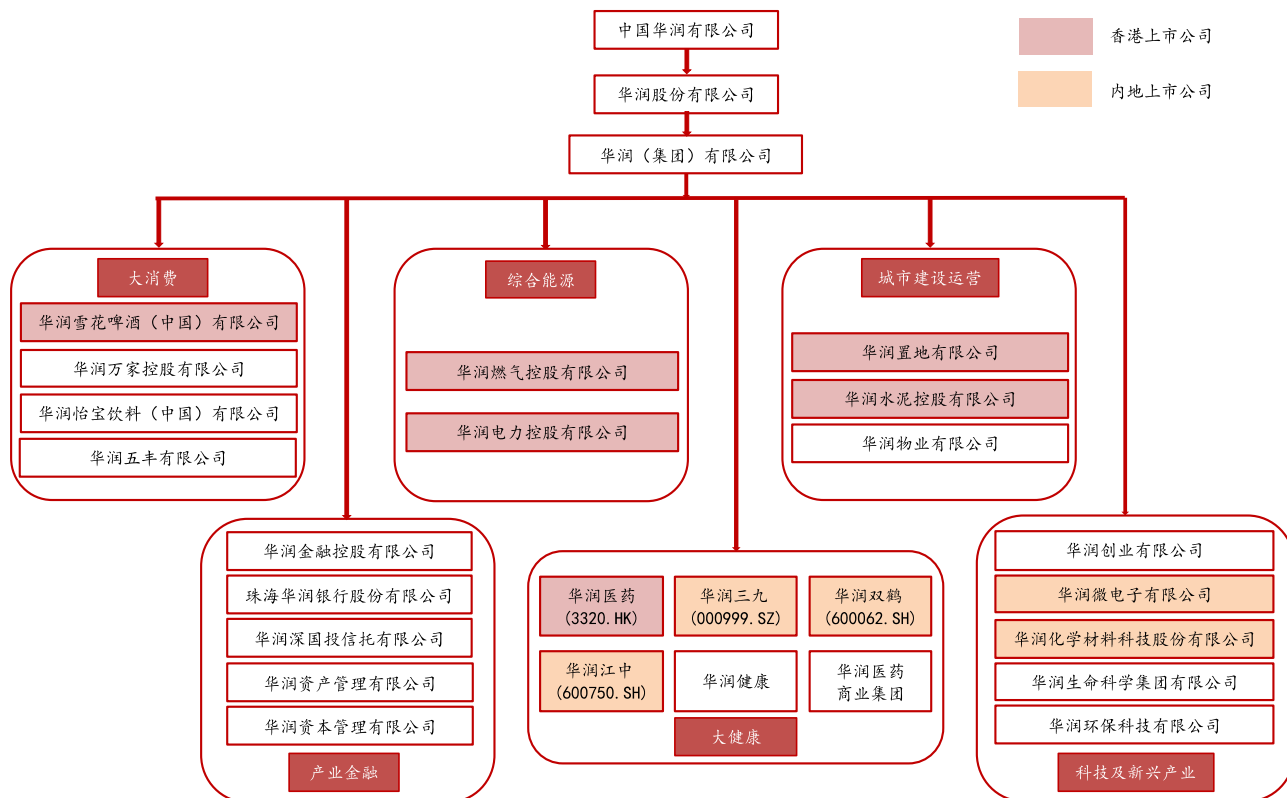 中国华润有限公司
香港上市公司
华润股份有限公司
内地上市公司
华润（集团）有限公司
大消费
华润雪花啤酒（中国）有限公司
华润万家控股有限公司
华润怡宝饮料（中国）有限公司
华润五丰有限公司
综合能源
华润燃气控股有限公司
华润电力控股有限公司
城市建设运营
华润置地有限公司
华润水泥控股有限公司
华润物业有限公司
华润金融控股有限公司
珠海华润银行股份有限公司
华润深国投信托有限公司
华润资产管理有限公司
华润资本管理有限公司
产业金融
华润医药
(3320.HK)
华润三九
(000999.SZ)
华润双鹤
(600062.SH)
华润江中
(600750.SH)
华润健康
华润医药
商业集团
大健康
华润创业有限公司
华润微电子有限公司
华润化学材料科技股份有限公司
华润生命科学集团有限公司
华润环保科技有限公司
科技及新兴产业